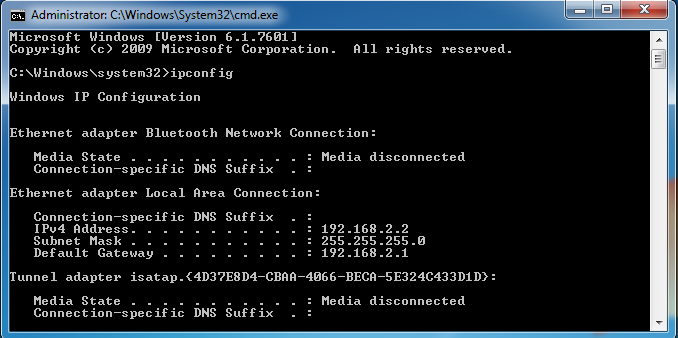 Administrator: C:\Windows\System32\cmd.exe
Microsoft Windows [Version 6.1.7601]
Copyright (c) 2009 Microsoft Corporation.  All rights reserved.
C:\Windows\system32>ipconfig
Windows IP Configuration
Ethernet adapter Bluetooth Network Connection:
   Media State . . . . . . . . . . . : Media disconnected
   Connection-specific DNS Suffix  . :
Ethernet adapter Local Area Connection:
   Connection-specific DNS Suffix  . :
   IPv4 Address. . . . . . . . . . . : 192.168.2.2
   Subnet Mask . . . . . . . . . . . : 255.255.255.0
   Default Gateway . . . . . . . . . : 192.168.2.1
Tunnel adapter isatap.{4D37E8D4-CBAA-4066-BECA-5E324C433D1D}:
   Media State . . . . . . . . . . . : Media disconnected
   Connection-specific DNS Suffix  . :